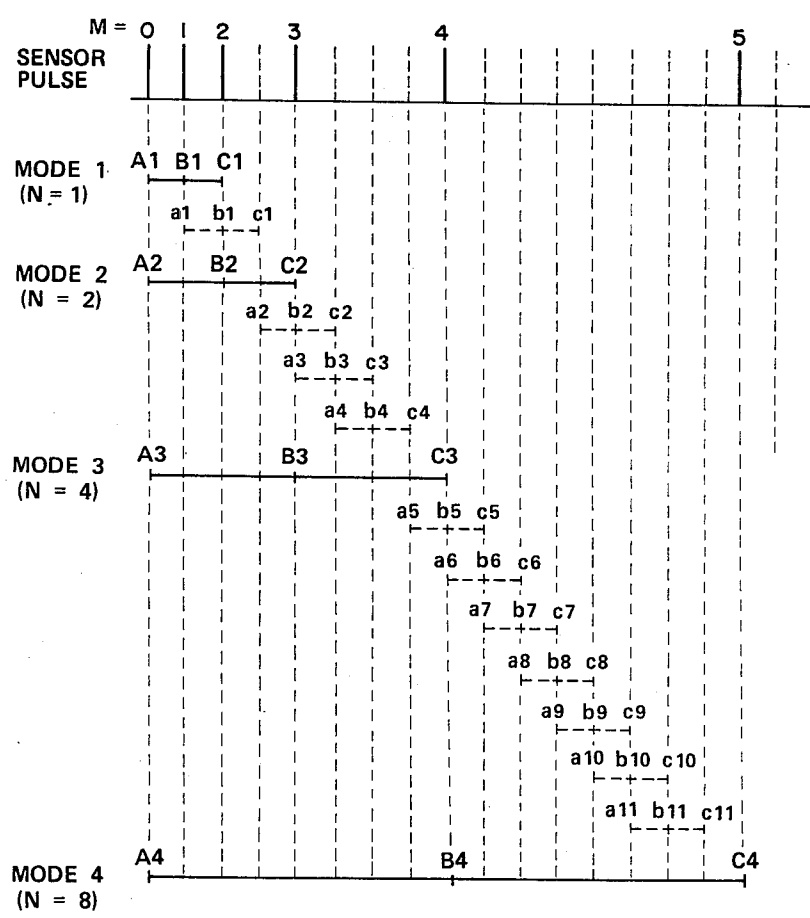 M = 0 1 2 3 4 5
SENSOR
PULSE
A1 B1 C1
MODE 1
(N = 1)
a1 b1 c1
A2 B2 C2
MODE 2
(N = 2)
a2 b2 c2
a3 b3 c3
a4 b4 c4
A3 B3 C3
MODE 3
(N = 4)
a5 b5 c5
a6 b6 c6
a7 b7 c7
a8 b8 c8
a9 b9 c9
a10 b10 c10
a11 b11 c11
A4 B4 C4
MODE 4
(N = 8)